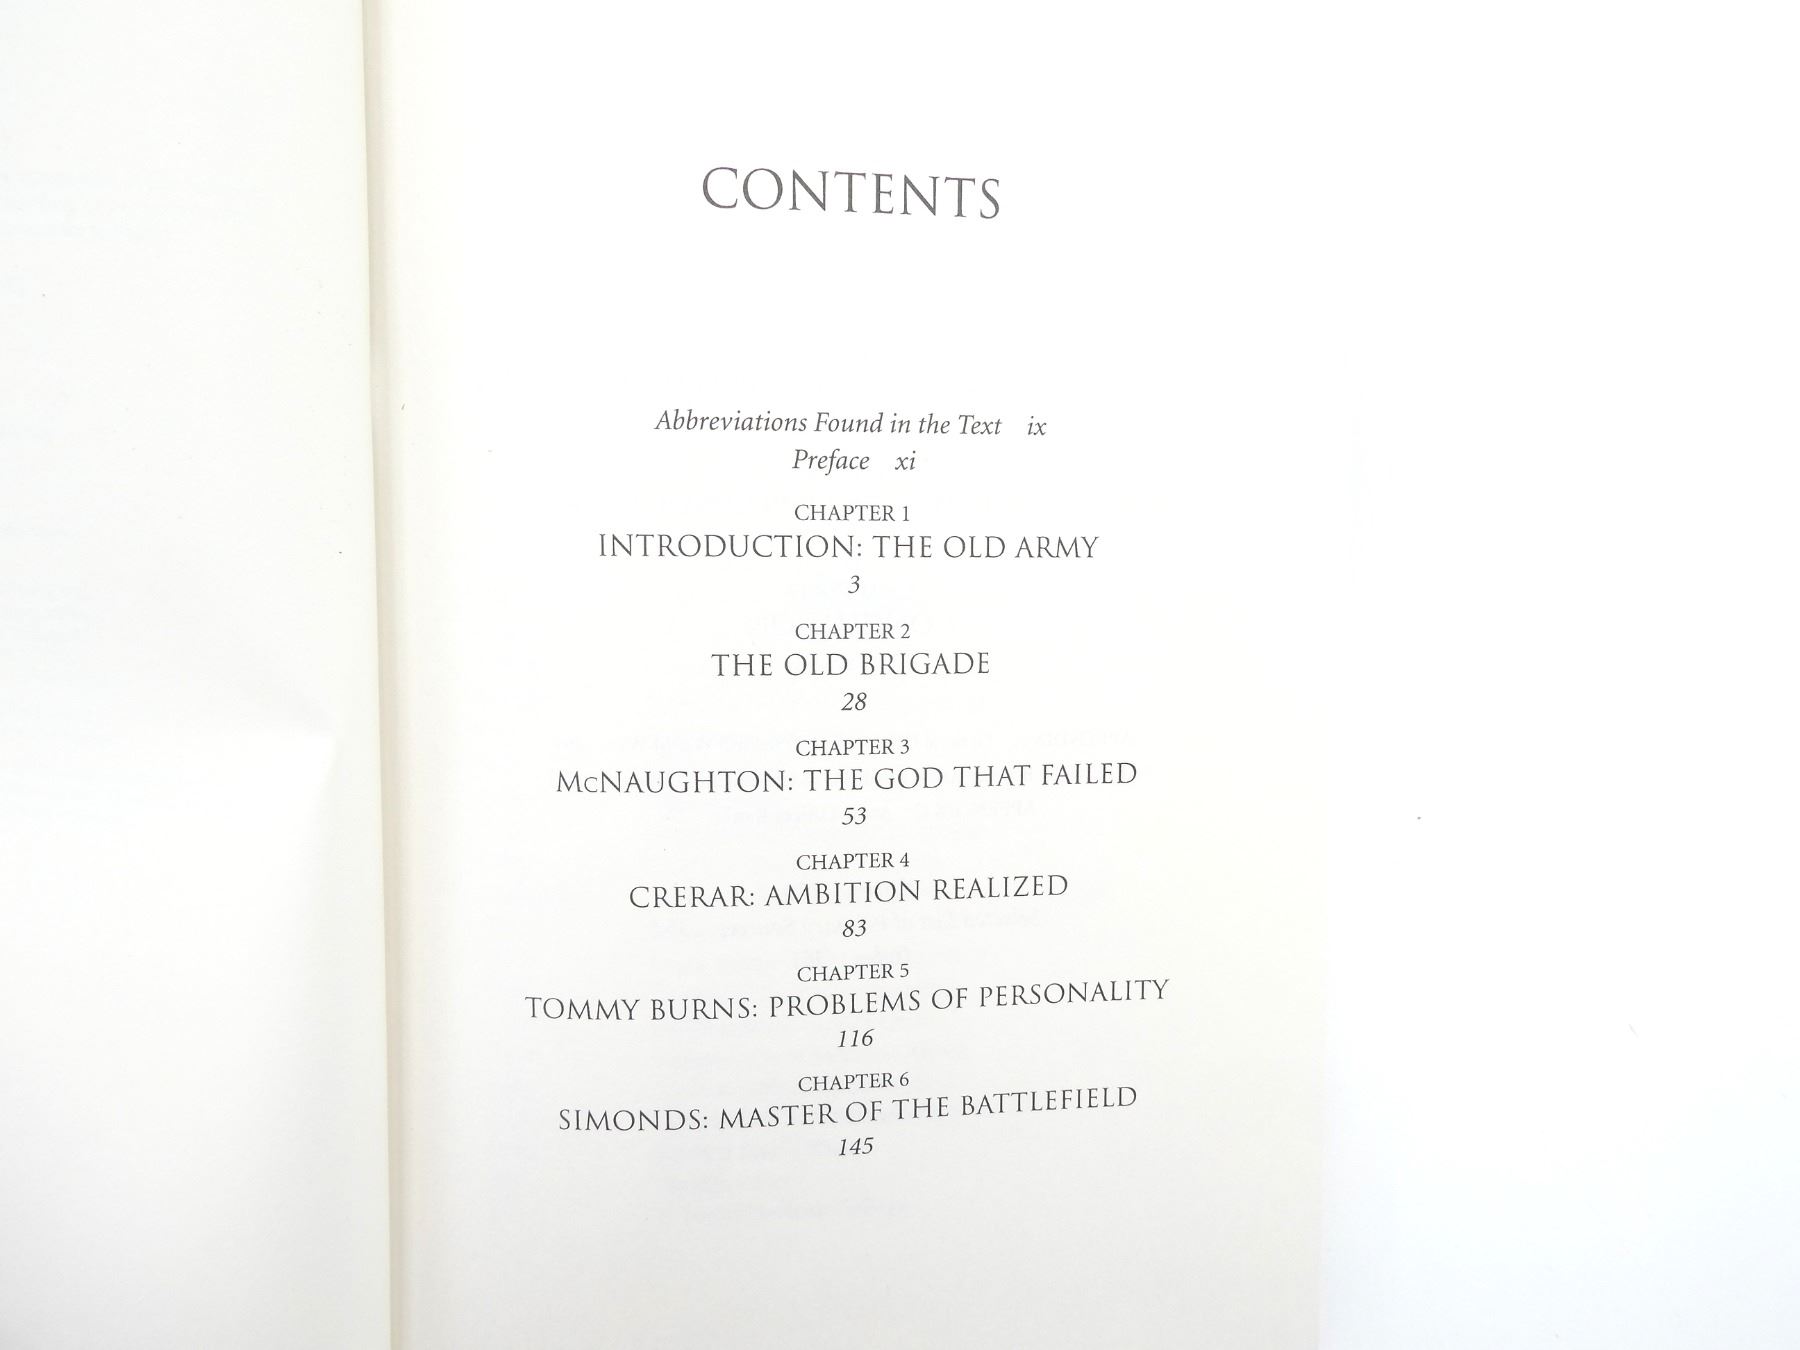 CONTENTS
Abbreviations Found in the Text ix
Preface xi
CHAPTER 1
INTRODUCTION: THE OLD ARMY
3
CHAPTER 2
THE OLD BRIGADE
28
CHAPTER 3
McNAUGHTON: THE GOD THAT FAILED
53
CHAPTER 4
CRERAR: AMBITION REALIZED
83
CHAPTER 5
TOMMY BURNS: PROBLEMS OF PERSONALITY
116
CHAPTER 6
SIMONDS: MASTER OF THE BATTLEFIELD
145